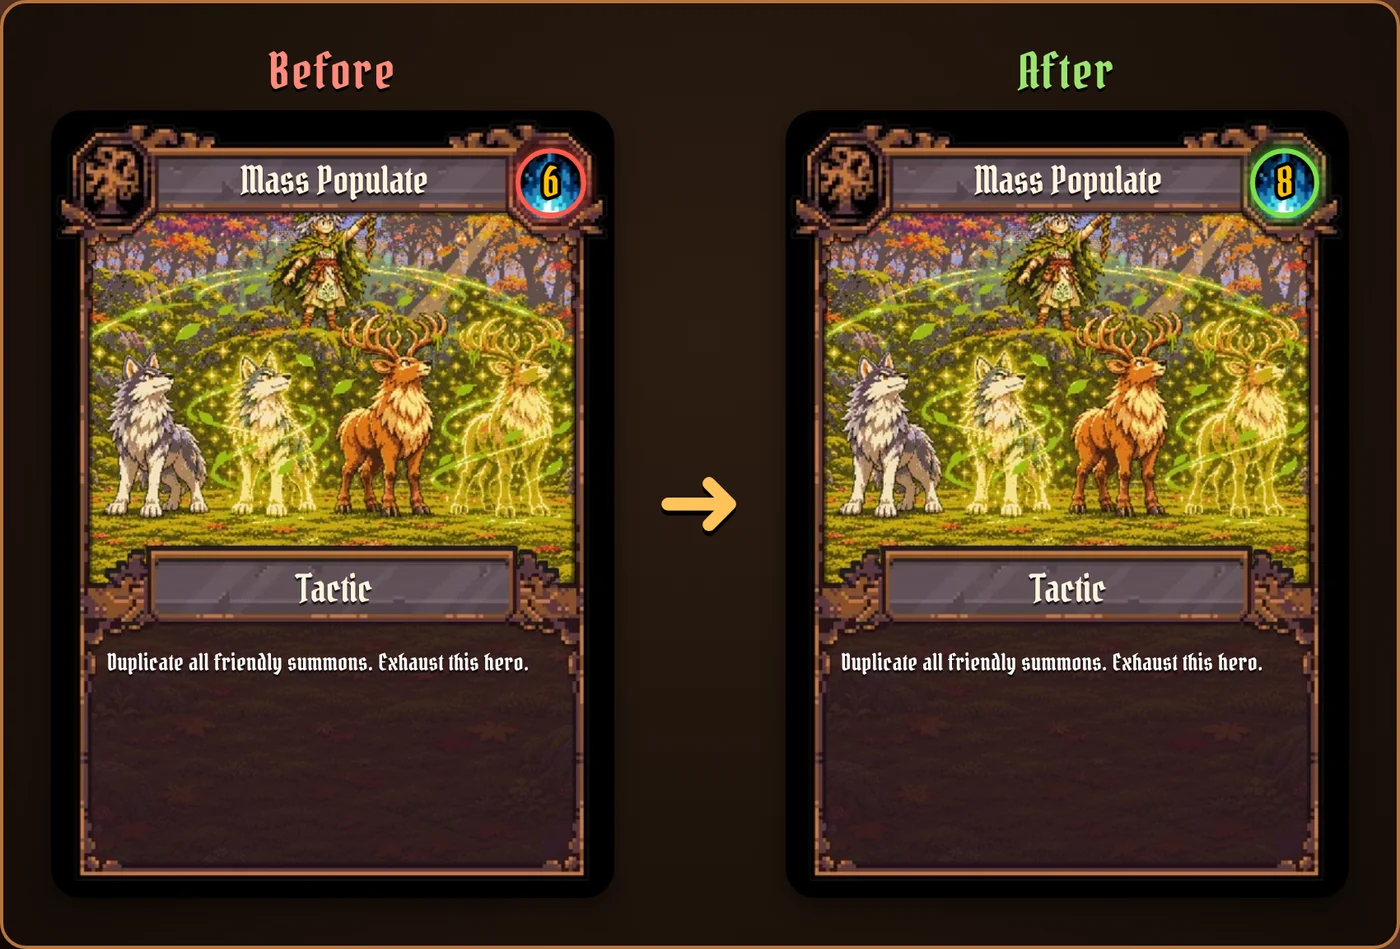 Before
After
Mass Populate
6
Mass Populate
8
Tactic
Tactic
Duplicate all friendly summons. Exhaust this hero.
Duplicate all friendly summons. Exhaust this hero.